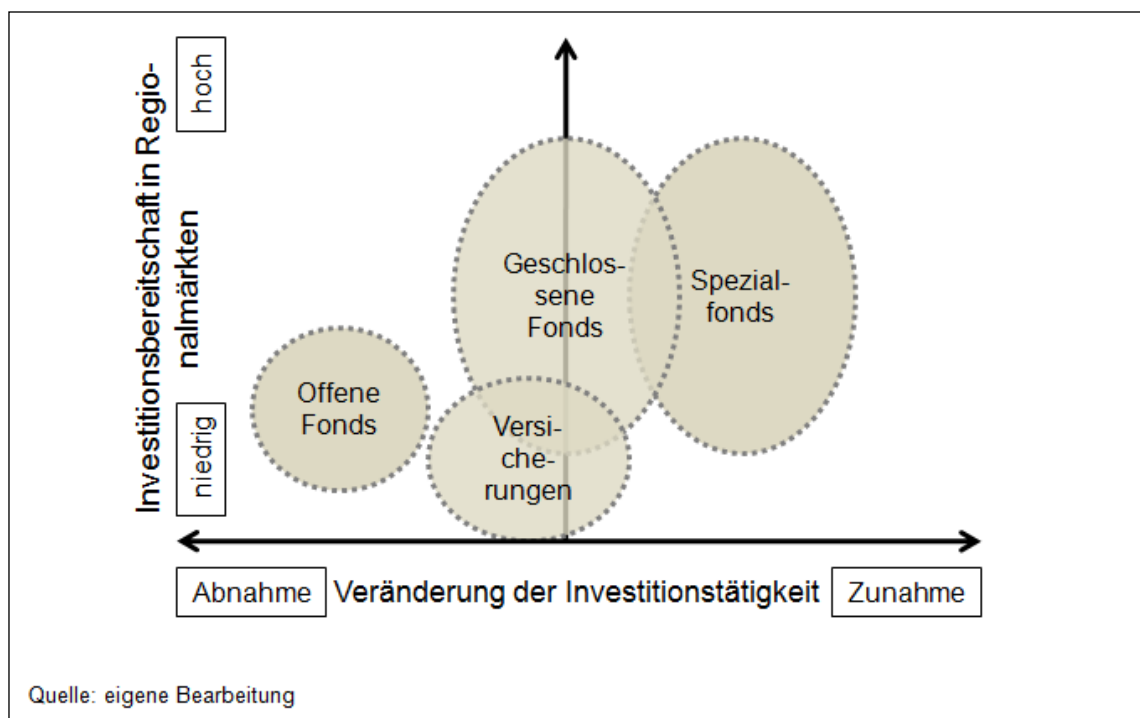 Investitionsbereitschaft in Regio-
nalmärkten
hoch
niedrig
Geschlos-
sene
Fonds
Spezial-
fonds
Offene
Fonds
Versi-
che-
rungen
Abnahme
Veränderung der Investitionstätigkeit
Zunahme
Quelle: eigene Bearbeitung